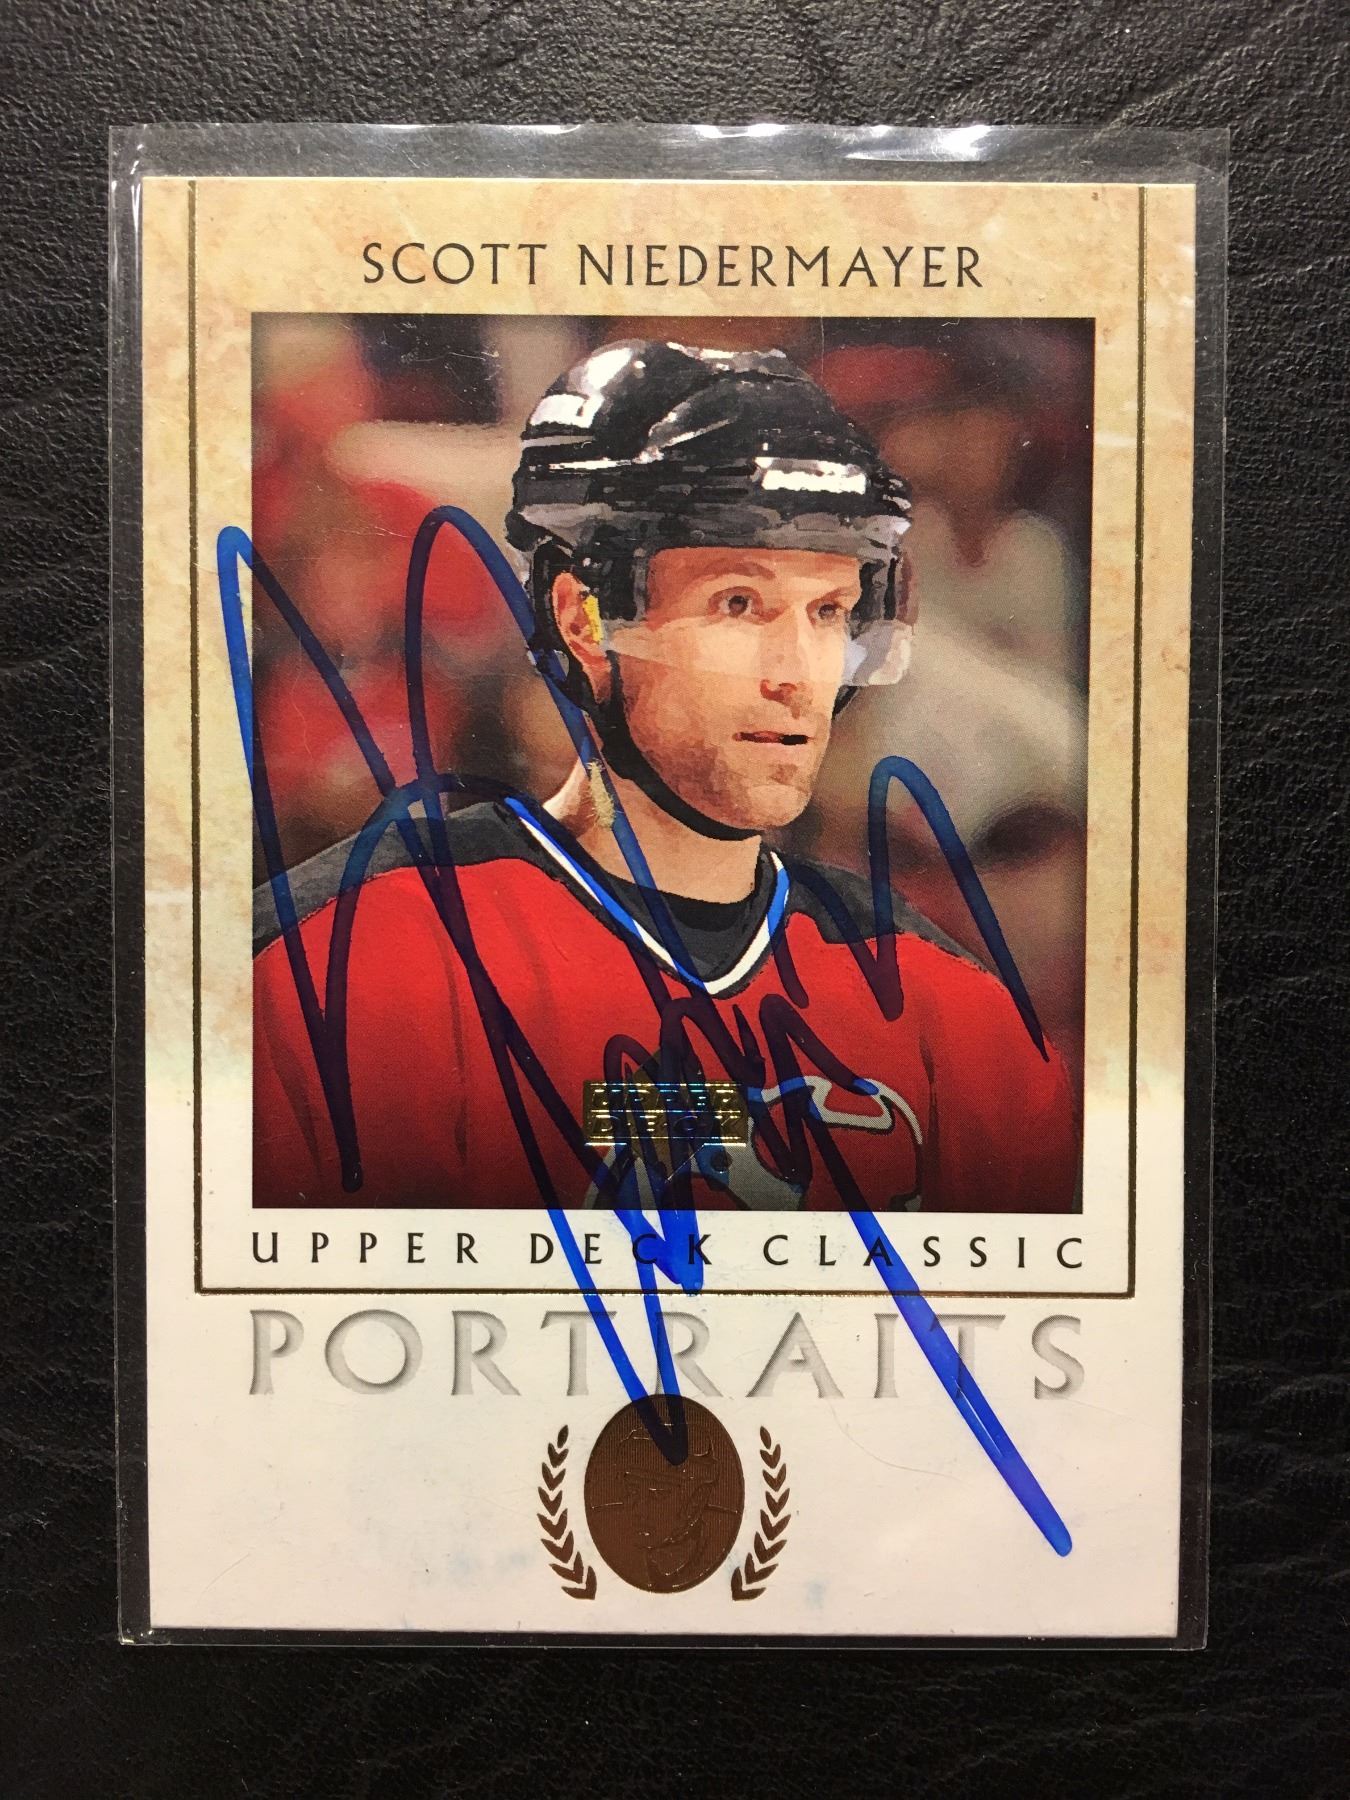 SCOTT NIEDERMAYER
UPPER
DECK
UPPER DECK CLASSIC
PORTRAITS